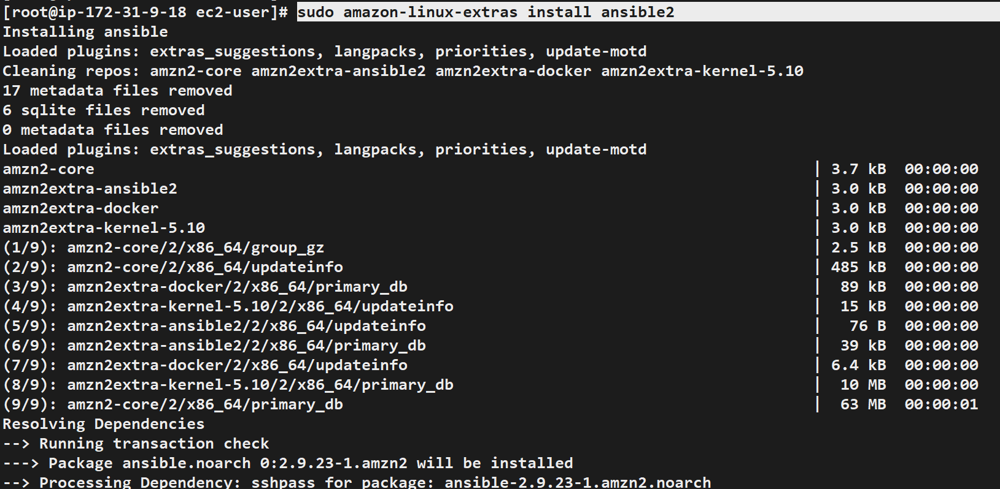 [root@ip-172-31-9-18 ec2-user]# sudo amazon-linux-extras install ansible2
Installing ansible
Loaded plugins: extras_suggestions, langpacks, priorities, update-motd
Cleaning repos: amzn2-core amzn2extra-ansible2 amzn2extra-docker amzn2extra-kernel-5.10
17 metadata files removed
6 sqlite files removed
0 metadata files removed
Loaded plugins: extras_suggestions, langpacks, priorities, update-motd
amzn2-core | 3.7 kB 00:00:00
amzn2extra-ansible2 | 3.0 kB 00:00:00
amzn2extra-docker | 3.0 kB 00:00:00
amzn2extra-kernel-5.10 | 3.0 kB 00:00:00
(1/9): amzn2-core/2/x86_64/group_gz | 2.5 kB 00:00:00
(2/9): amzn2-core/2/x86_64/updateinfo | 485 kB 00:00:00
(3/9): amzn2extra-docker/2/x86_64/primary_db | 89 kB 00:00:00
(4/9): amzn2extra-kernel-5.10/2/x86_64/updateinfo | 15 kB 00:00:00
(5/9): amzn2extra-ansible2/2/x86_64/updateinfo | 76 B 00:00:00
(6/9): amzn2extra-ansible2/2/x86_64/primary_db | 39 kB 00:00:00
(7/9): amzn2extra-docker/2/x86_64/updateinfo | 6.4 kB 00:00:00
(8/9): amzn2extra-kernel-5.10/2/x86_64/primary_db | 10 MB 00:00:00
(9/9): amzn2-core/2/x86_64/primary_db | 63 MB 00:00:01
Resolving Dependencies
--> Running transaction check
---> Package ansible.noarch 0:2.9.23-1.amzn2 will be installed
--> Processing Dependency: sshpass for package: ansible-2.9.23-1.amzn2.noarch